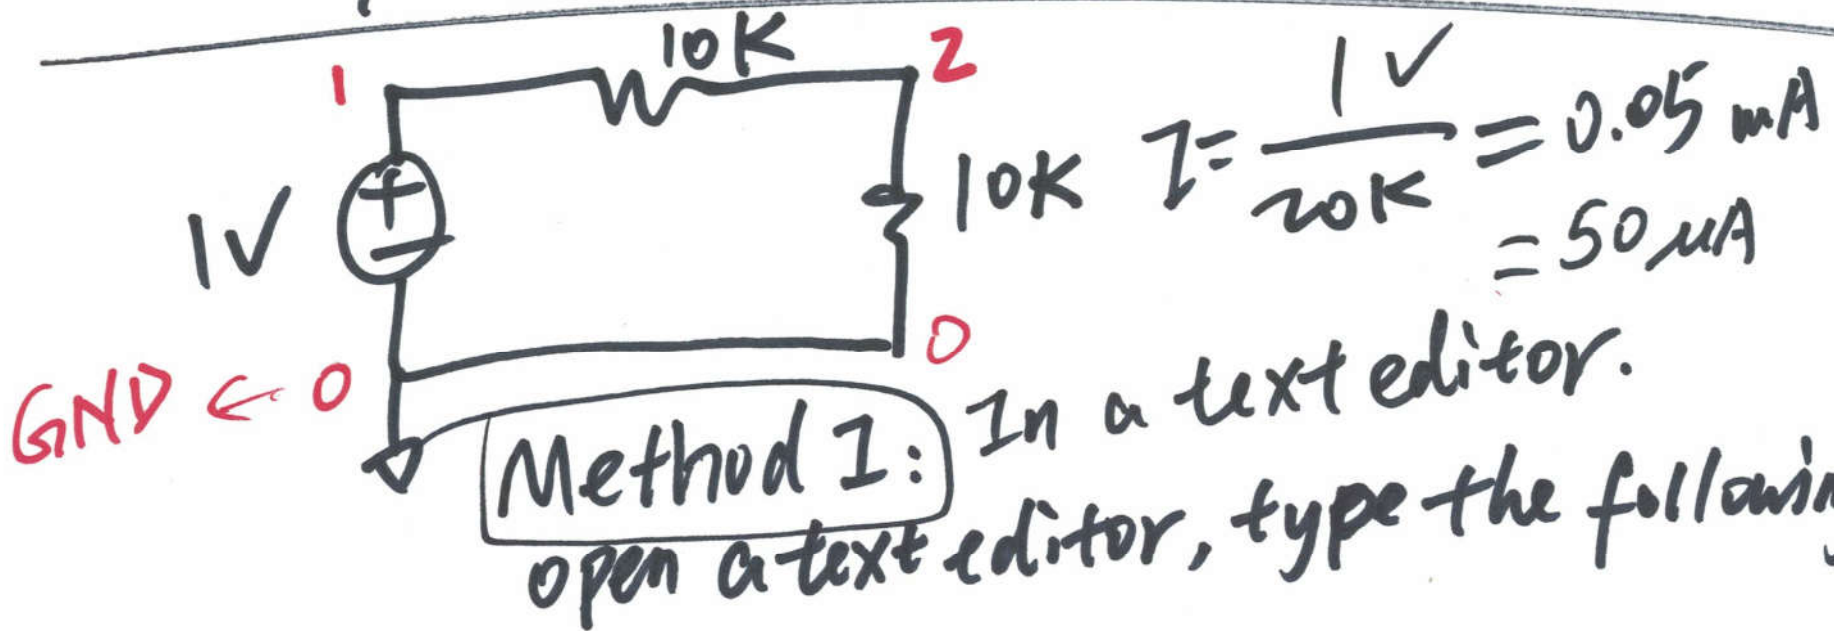 10K
1
2
1V
10K
I = 1V / 20K = 0.05 mA
= 50 μA
GND ← 0
0
Method 1: In a text editor.
open a text editor, type the following